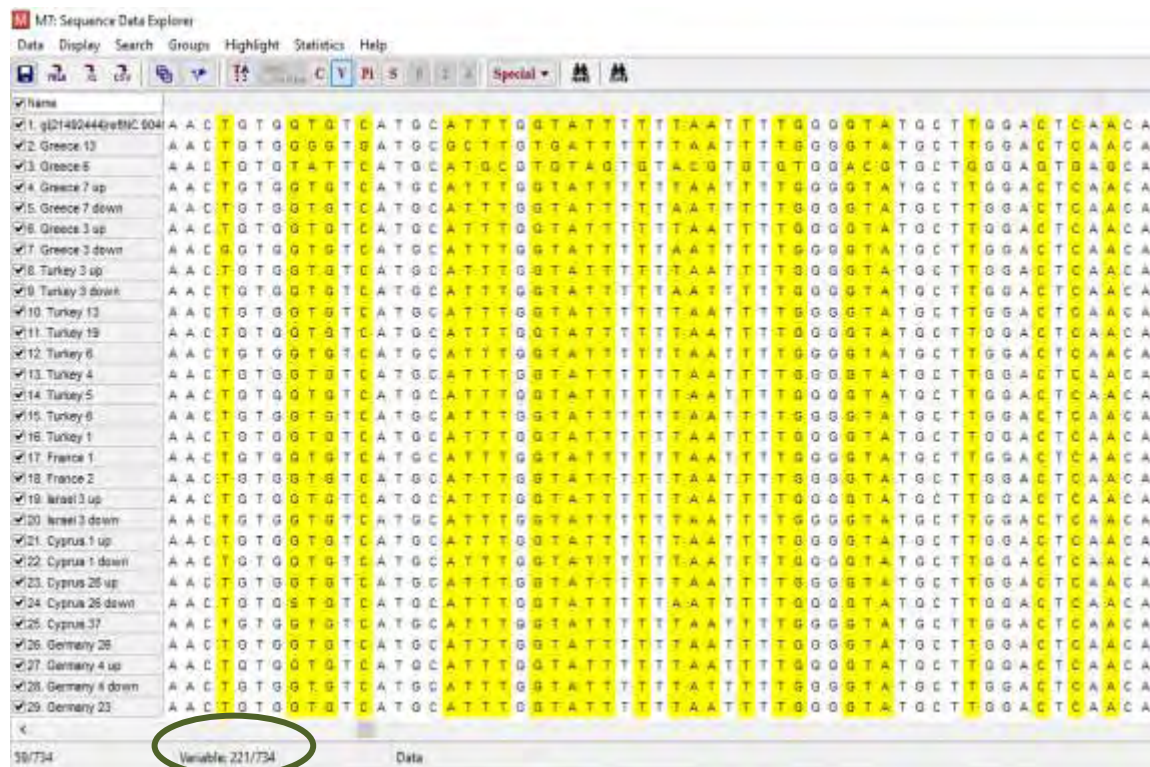 M7: Sequence Data Explorer
Data Display Search Groups Highlight Statistics Help
C V Pi S Special
Name
1. A A C T G T G G T G T C A T G C A T T T G G T A T T T T T T A A T T T T G G G G T A T G C T T G G A C T C A A C A
2. Greece 13 A A C T G T G G G G T G A T G C G C T T G T G A T T T T T T A A T T T T G G G G T A T G C T T G G A C T C A A C A
3. Greece 6 A A C T G T G T A T T C A T G C A T G C
4. Greece 7 up A A C T G T G G T G T C A T G C A T T T G G T A T T T T T T A A T T T T G G G G T A T G C T T G G A C T C A A C A
5. Greece 7 down A A C T G T G G T G T C A T G C A T T T G G T A T T T T T T A A T T T T G G G G T A T G C T T G G A C T C A A C A
6. Greece 3 up A A C T G T G G T G T C A T G C A T T T G G T A T T T T T T A A T T T T G G G G T A T G C T T G G A C T C A A C A
7. Greece 3 down A A C G G T G G T G T C A T G C A T T T G G T A T T T T T T A A T T T T G G G G T A T G C T T G G A C T C A A C A
8. Turkey 3 up A A C T G T G G T G T C A T G C A T T T G G T A T T T T T T A A T T T T G G G G T A T G C T T G G A C T C A A C A
9. Turkey 3 down A A C T G T G G T G T C A T G C A T T T G G T A T T T T T T A A T T T T G G G G T A T G C T T G G A C T C A A C A
10. Turkey 13 A A C T G T G G T G T C A T G C A T T T G G T A T T T T T T A A T T T T G G G G T A T G C T T G G A C T C A A C A
11. Turkey 19 A A C T G T G G T G T C A T G C A T T T G G T A T T T T T T A A T T T T G G G G T A T G C T T G G A C T C A A C A
12. Turkey 6 A A C T G T G G T G T C A T G C A T T T G G T A T T T T T T A A T T T T G G G G T A T G C T T G G A C T C A A C A
13. Turkey 4 A A C T G T G G T G T C A T G C A T T T G G T A T T T T T T A A T T T T G G G G T A T G C T T G G A C T C A A C A
14. Turkey 5 A A C T G T G G T G T C A T G C A T T T G G T A T T T T T T A A T T T T G G G G T A T G C T T G G A C T C A A C A
15. Turkey 6 A A C T G T G G T G T C A T G C A T T T G G T A T T T T T T A A T T T T G G G G T A T G C T T G G A C T C A A C A
16. Turkey 1 A A C T G T G G T G T C A T G C A T T T G G T A T T T T T T A A T T T T G G G G T A T G C T T G G A C T C A A C A
17. France 1 A A C T G T G G T G T C A T G C A T T T G G T A T T T T T T A A T T T T G G G G T A T G C T T G G A C T C A A C A
18. France 2 A A C T G T G G T G T C A T G C A T T T G G T A T T T T T T A A T T T T G G G G T A T G C T T G G A C T C A A C A
19. Israel 3 up A A C T G T G G T G T C A T G C A T T T G G T A T T T T T T A A T T T T G G G G T A T G C T T G G A C T C A A C A
20. Israel 3 down A A C T G T G G T G T C A T G C A T T T G G T A T T T T T T A A T T T T G G G G T A T G C T T G G A C T C A A C A
21. Cyprus 1 up A A C T G T G G T G T C A T G C A T T T G G T A T T T T T T A A T T T T G G G G T A T G C T T G G A C T C A A C A
22. Cyprus 1 down A A C T G T G G T G T C A T G C A T T T G G T A T T T T T T A A T T T T G G G G T A T G C T T G G A C T C A A C A
23. Cyprus 26 up A A C T G T G G T G T C A T G C A T T T G G T A T T T T T T A A T T T T G G G G T A T G C T T G G A C T C A A C A
24. Cyprus 26 down A A C T G T G S T G T C A T G C A T T T G G T A T T T T T T A A T T T T G G G G T A T G C T T G G A C T C A A C A
25. Cyprus 37 A A C T G T G G T G T C A T G C A T T T G G T A T T T T T T A A T T T T G G G G T A T G C T T G G A C T C A A C A
26. Germany 26 A A C T G T G G T G T C A T G C A T T T G G T A T T T T T T A A T T T T G G G G T A T G C T T G G A C T C A A C A
27. Germany 4 up A A C T G T G G T G T C A T G C A T T T G G T A T T T T T T A A T T T T G G G G T A T G C T T G G A C T C A A C A
28. Germany 4 down A A C T G T G G T G T C A T G C A T T T G G T A T T T T T T A T T T T G G G G T A T G C T T G G A C T C A A C A
29. Germany 23 A A C T G T G G T G T C A T G C A T T T G G T A T T T T T T A A T T T T G G G G T A T G C T T G G A C T C A A C A
59/734 Variable: 221/734 Data